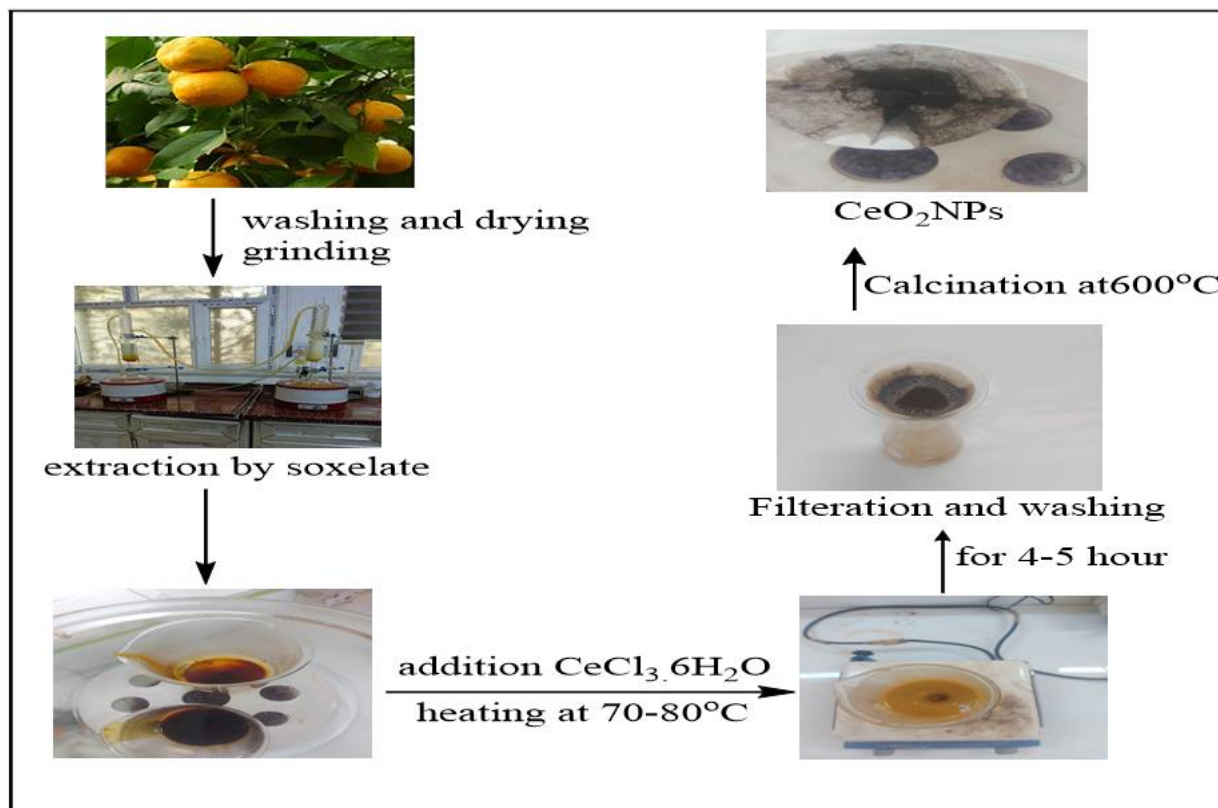 washing and drying
grinding
extraction by soxelate
addition CeCl₃.6H₂O
heating at 70-80°C
for 4-5 hour
Filteration and washing
Calcination at600°C
CeO₂NPs